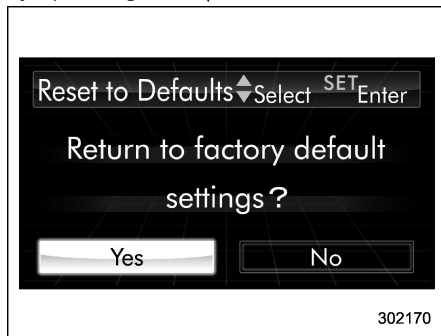 Reset to Defaults Select SET Enter
Return to factory default
settings?
Yes No
302170